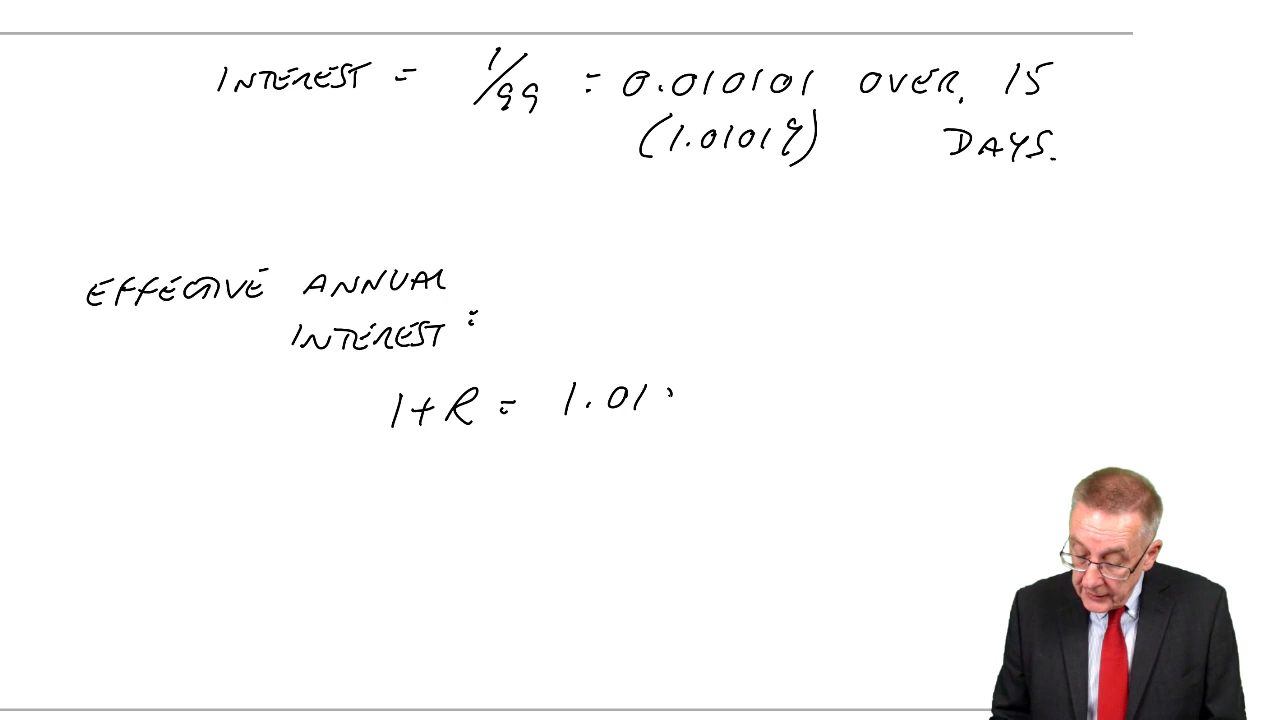 INTEREST = 1/99 = 0.010101 OVER. 15
(1.0101%) DAYS.
EFFECTIVE ANNUAL
INTEREST:
1+R = 1.01